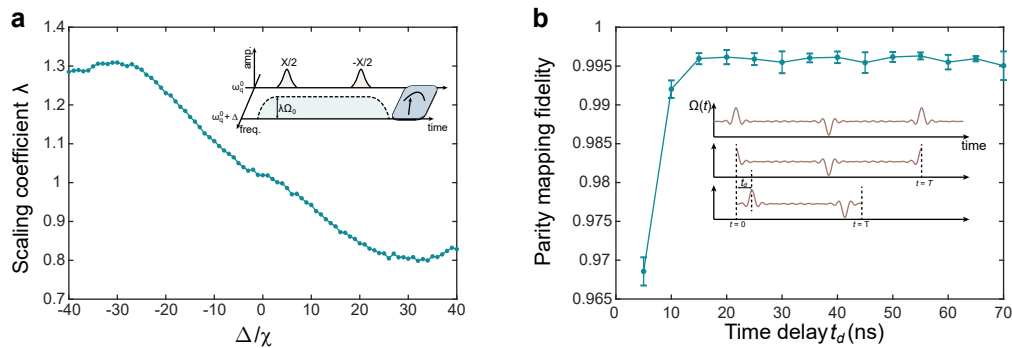 a
Scaling coefficient λ
1.4
1.3
1.2
1.1
1
0.9
0.8
0.7
-40
-30
-20
-10
0
10
20
30
40
Δ/χ
amp.
X/2
-X/2
ω_q^0
λΩ_0
ω_q^0 + Δ
freq.
time
b
Parity mapping fidelity
1
0.995
0.99
0.985
0.98
0.975
0.97
0.965
0
10
20
30
40
50
60
70
Time delay t_d (ns)
Ω(t)
time
t = T
t_d
t = 0
t = T